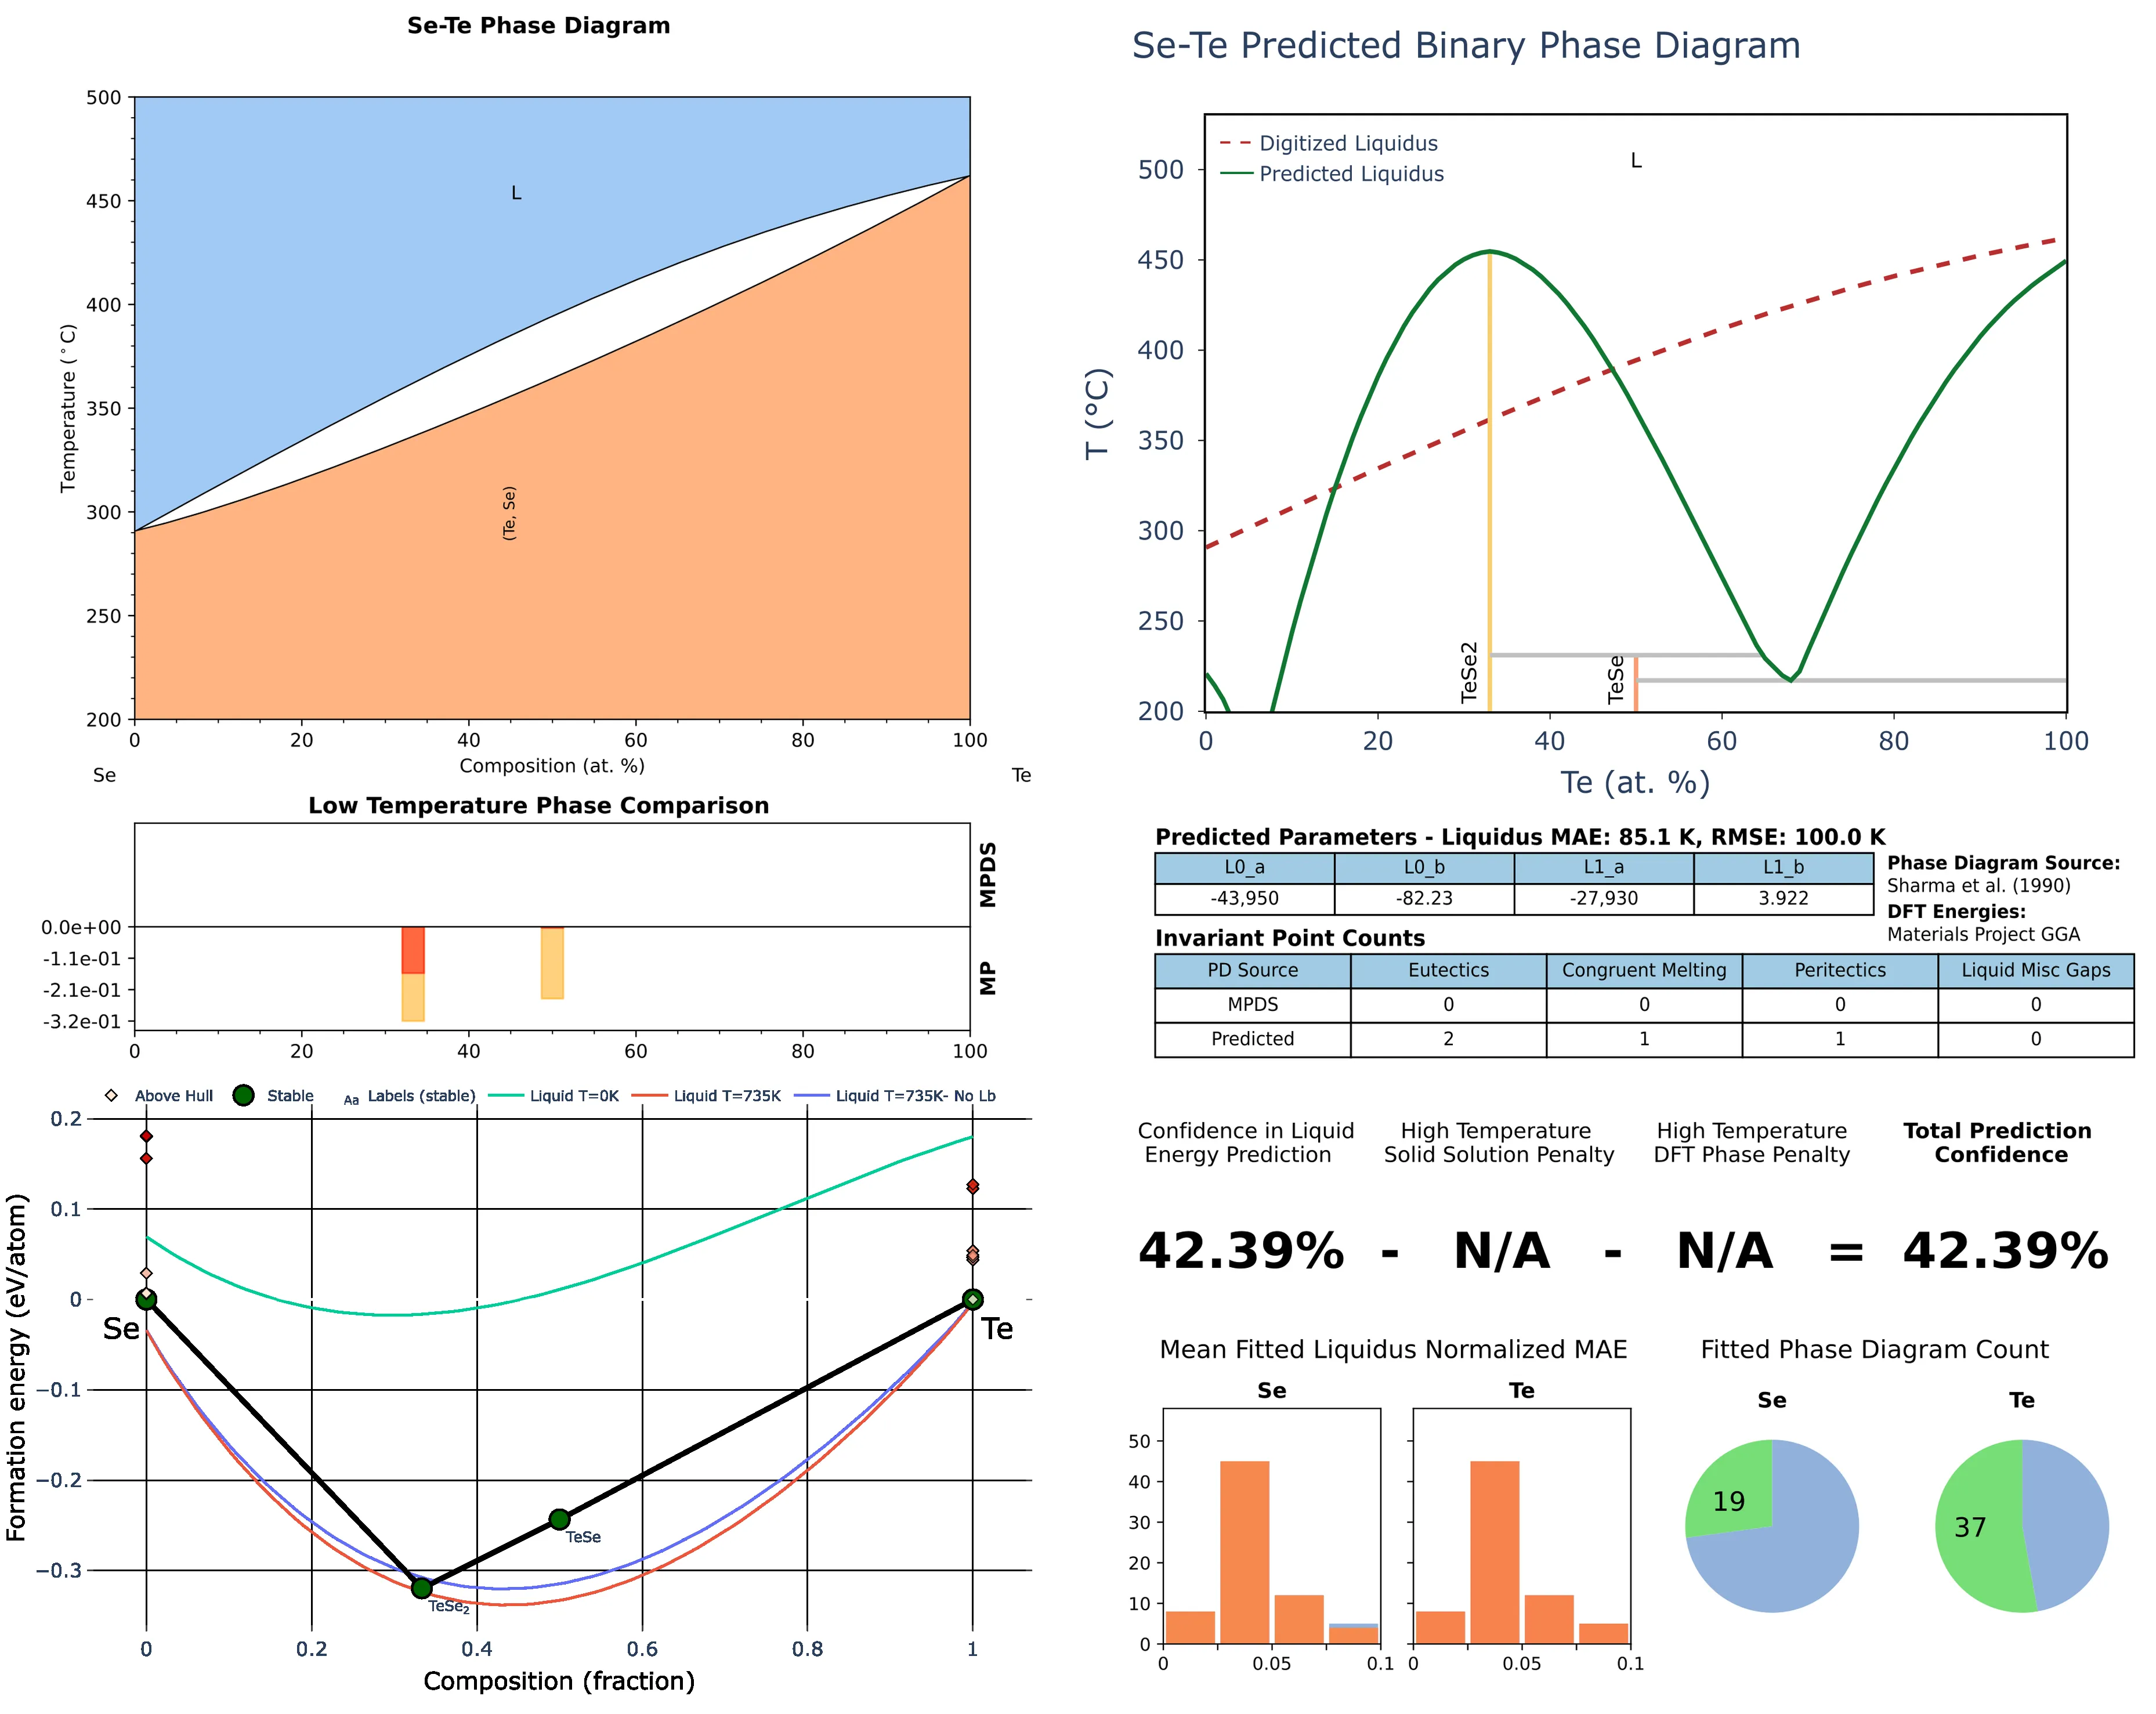 Se-Te Phase Diagram
500
450
400
350
300
250
200
Temperature (°C)
L
(Te, Se)
0 20 40 60 80 100
Composition (at. %)
Se Te
Low Temperature Phase Comparison
MPDS
MP
0.0e+00
-1.1e-01
-2.1e-01
-3.2e-01
0 20 40 60 80 100
Above Hull Stable Aa Labels (stable) Liquid T=0K Liquid T=735K Liquid T=735K- No Lb
0.2
0.1
0
−0.1
−0.2
−0.3
Formation energy (eV/atom)
Se
Te
TeSe
TeSe₂
0 0.2 0.4 0.6 0.8 1
Composition (fraction)
Se-Te Predicted Binary Phase Diagram
Digitized Liquidus
Predicted Liquidus
L
500
450
400
350
300
250
200
T (°C)
TeSe2
TeSe
0 20 40 60 80 100
Te (at. %)
Predicted Parameters - Liquidus MAE: 85.1 K, RMSE: 100.0 K
L0_a L0_b L1_a L1_b
-43,950 -82.23 -27,930 3.922
Phase Diagram Source:
Sharma et al. (1990)
DFT Energies:
Materials Project GGA
Invariant Point Counts
PD Source Eutectics Congruent Melting Peritectics Liquid Misc Gaps
MPDS 0 0 0 0
Predicted 2 1 1 0
Confidence in Liquid
Energy Prediction
High Temperature
Solid Solution Penalty
High Temperature
DFT Phase Penalty
Total Prediction
Confidence
42.39% - N/A - N/A = 42.39%
Mean Fitted Liquidus Normalized MAE
Se
Te
50
40
30
20
10
0
0 0.05 0.1
0 0.05 0.1
Fitted Phase Diagram Count
Se
Te
19
37